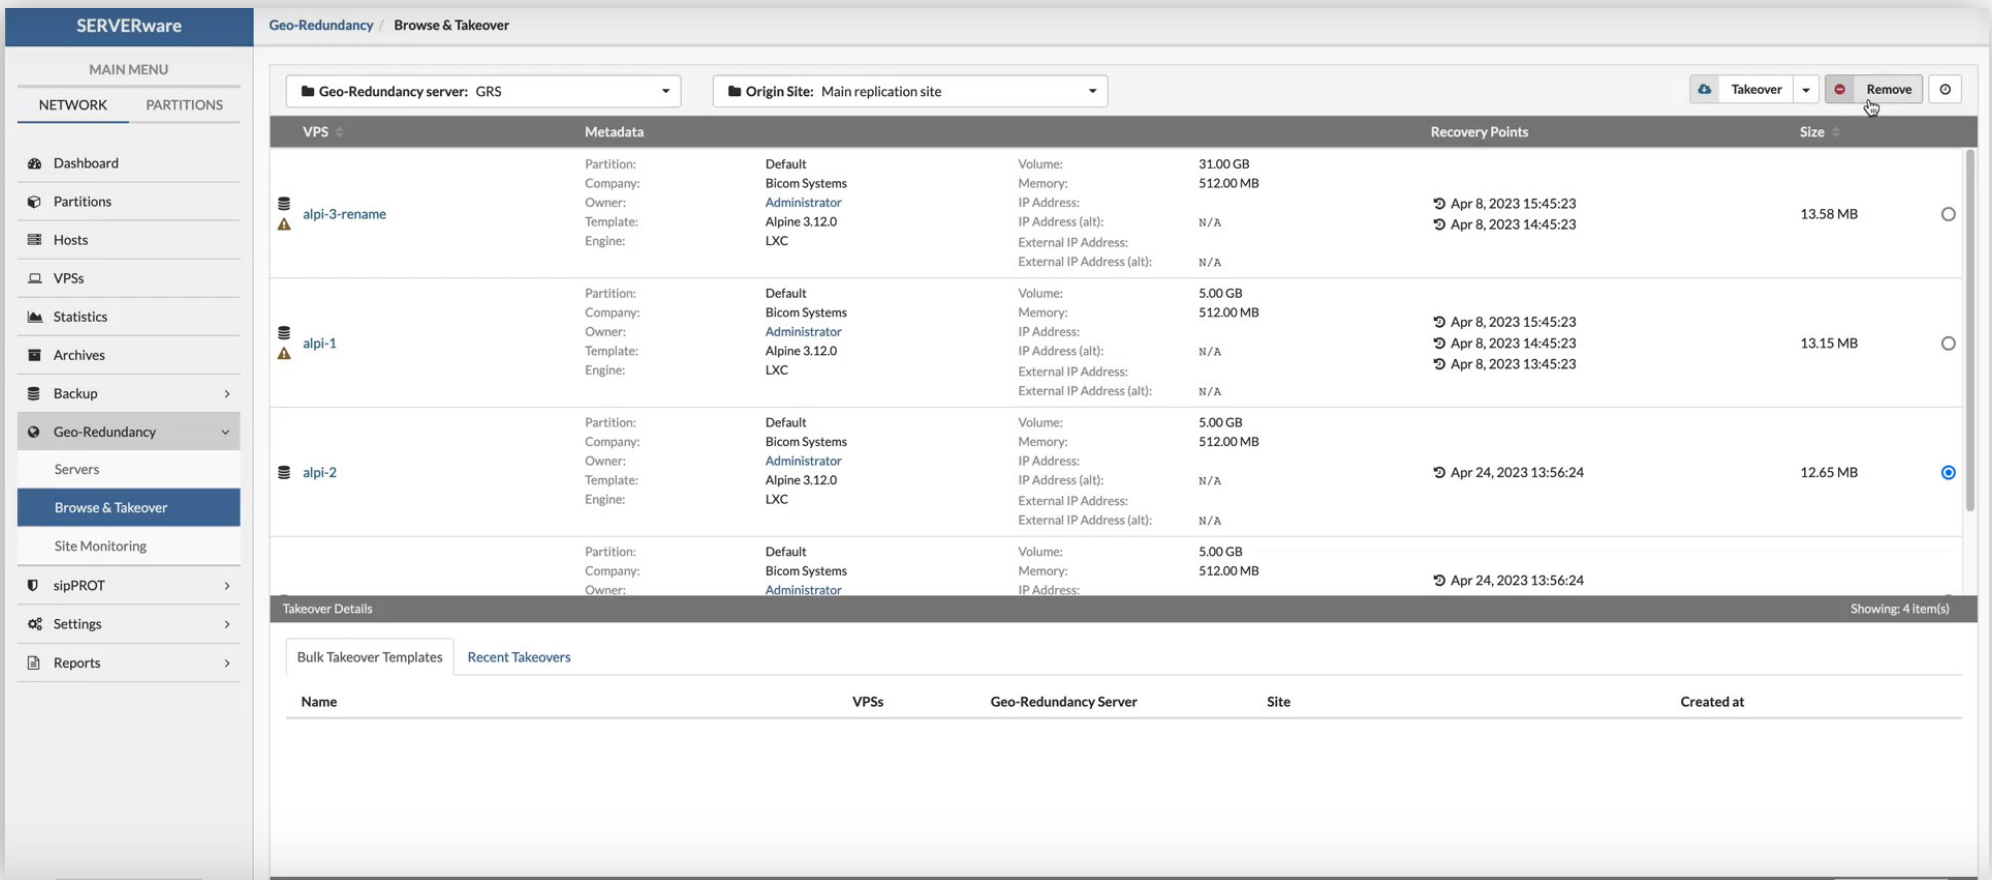 SERVERware
Geo-Redundancy / Browse & Takeover
MAIN MENU
NETWORK PARTITIONS
Dashboard
Partitions
Hosts
VPSs
Statistics
Archives
Backup
Geo-Redundancy
Servers
Browse & Takeover
Site Monitoring
sipPROT
Settings
Reports
Geo-Redundancy server: GRS
Origin Site: Main replication site
Takeover
Remove
VPS Metadata Recovery Points Size
alpi-3-rename
Partition: Default
Company: Bicom Systems
Owner: Administrator
Template: Alpine 3.12.0
Engine: LXC
Volume: 31.00 GB
Memory: 512.00 MB
IP Address:
IP Address (alt): N/A
External IP Address:
External IP Address (alt): N/A
Apr 8, 2023 15:45:23
Apr 8, 2023 14:45:23
13.58 MB
alpi-1
Partition: Default
Company: Bicom Systems
Owner: Administrator
Template: Alpine 3.12.0
Engine: LXC
Volume: 5.00 GB
Memory: 512.00 MB
IP Address:
IP Address (alt): N/A
External IP Address:
External IP Address (alt): N/A
Apr 8, 2023 15:45:23
Apr 8, 2023 14:45:23
Apr 8, 2023 13:45:23
13.15 MB
alpi-2
Partition: Default
Company: Bicom Systems
Owner: Administrator
Template: Alpine 3.12.0
Engine: LXC
Volume: 5.00 GB
Memory: 512.00 MB
IP Address:
IP Address (alt): N/A
External IP Address:
External IP Address (alt): N/A
Apr 24, 2023 13:56:24
12.65 MB
Partition: Default
Company: Bicom Systems
Owner: Administrator
Volume: 5.00 GB
Memory: 512.00 MB
IP Address:
Apr 24, 2023 13:56:24
Takeover Details Showing: 4 item(s)
Bulk Takeover Templates Recent Takeovers
Name VPSs Geo-Redundancy Server Site Created at